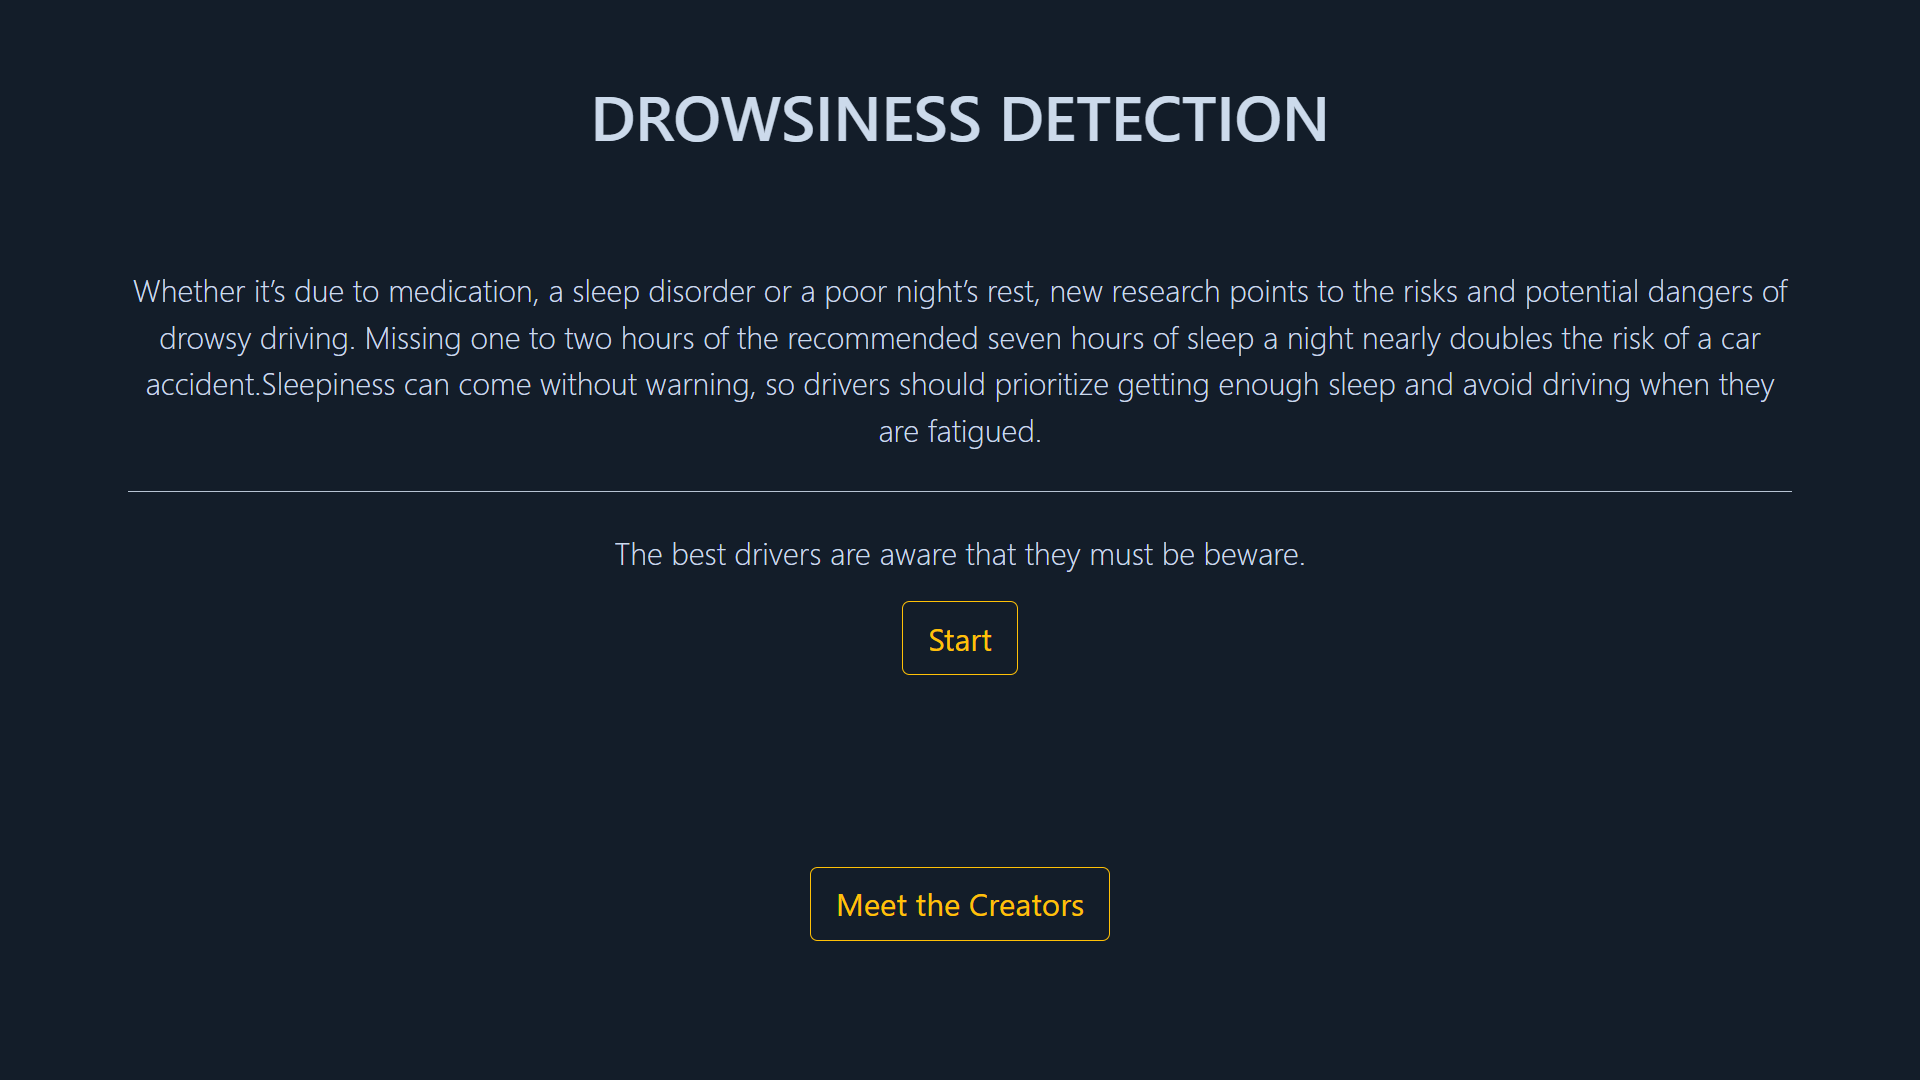 DROWSINESS DETECTION
Whether it’s due to medication, a sleep disorder or a poor night’s rest, new research points to the risks and potential dangers of
drowsy driving. Missing one to two hours of the recommended seven hours of sleep a night nearly doubles the risk of a car
accident.Sleepiness can come without warning, so drivers should prioritize getting enough sleep and avoid driving when they
are fatigued.
The best drivers are aware that they must be beware.
Start
Meet the Creators